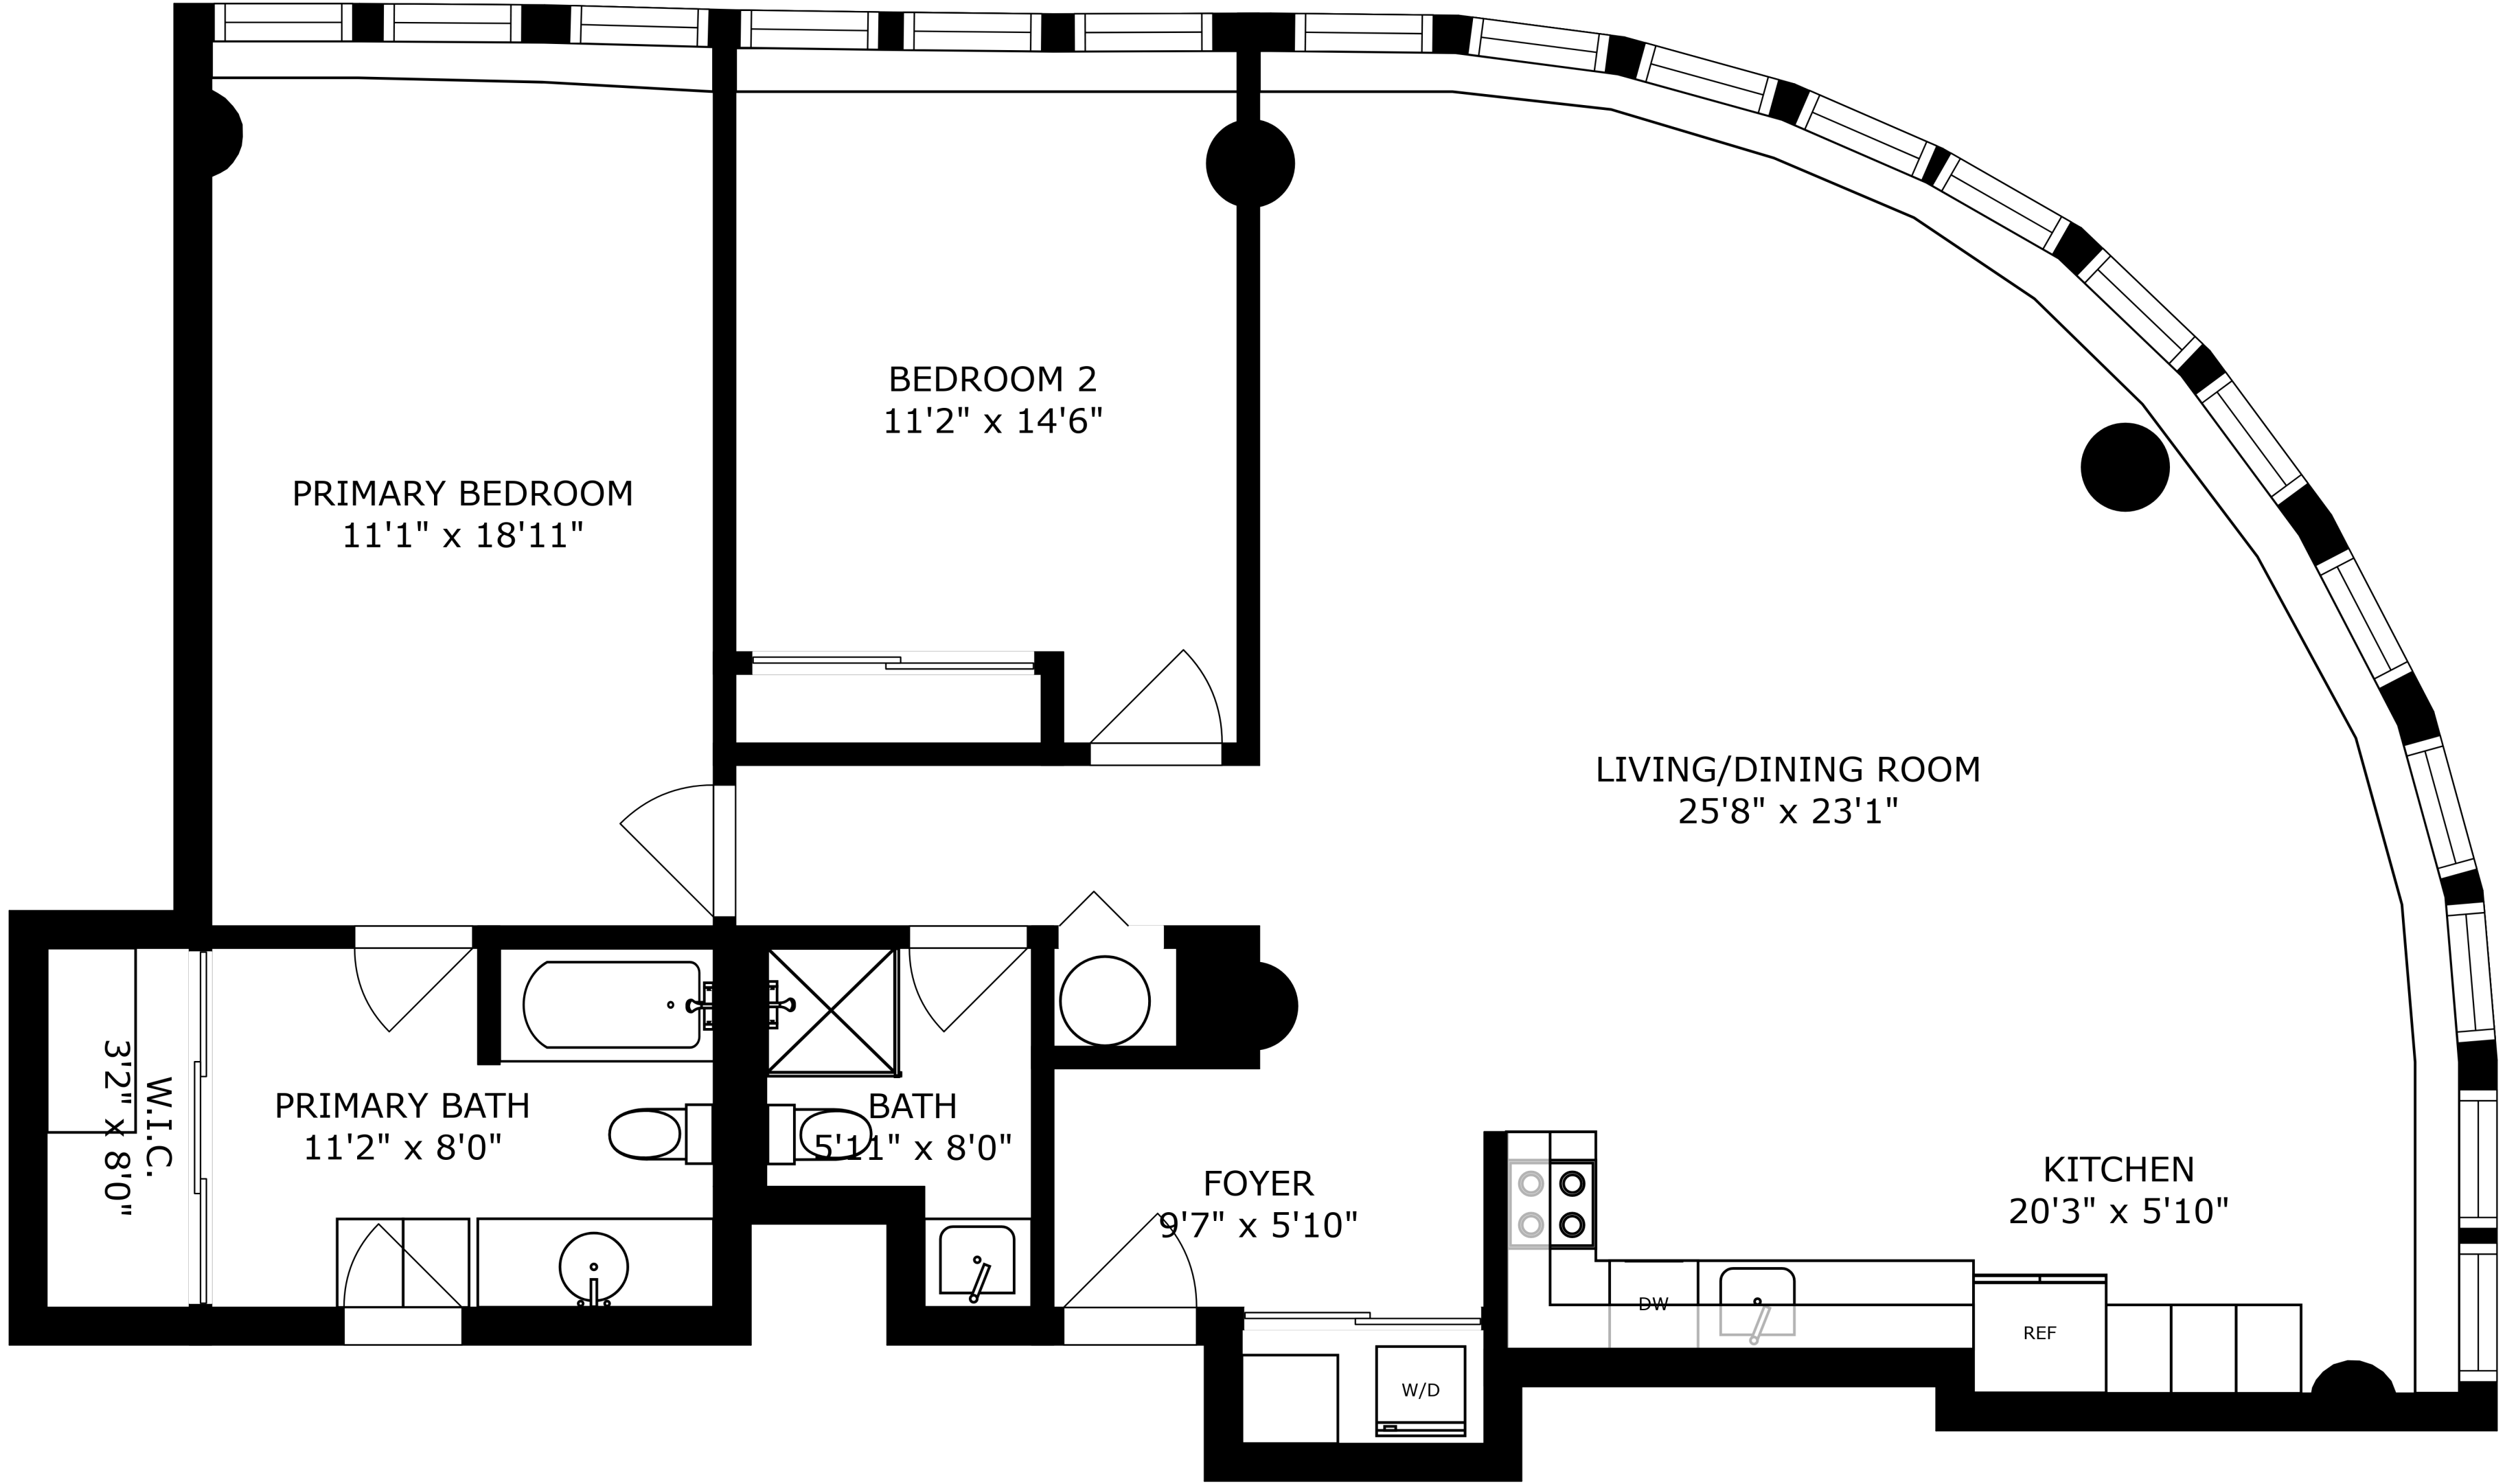 BEDROOM 2
11'2" x 14'6"
PRIMARY BEDROOM
11'1" x 18'11"
LIVING/DINING ROOM
25'8" x 23'1"
W.I.C.
3'2" x 8'0"
PRIMARY BATH
11'2" x 8'0"
BATH
5'11" x 8'0"
FOYER
9'7" x 5'10"
KITCHEN
20'3" x 5'10"
DW
REF
W/D